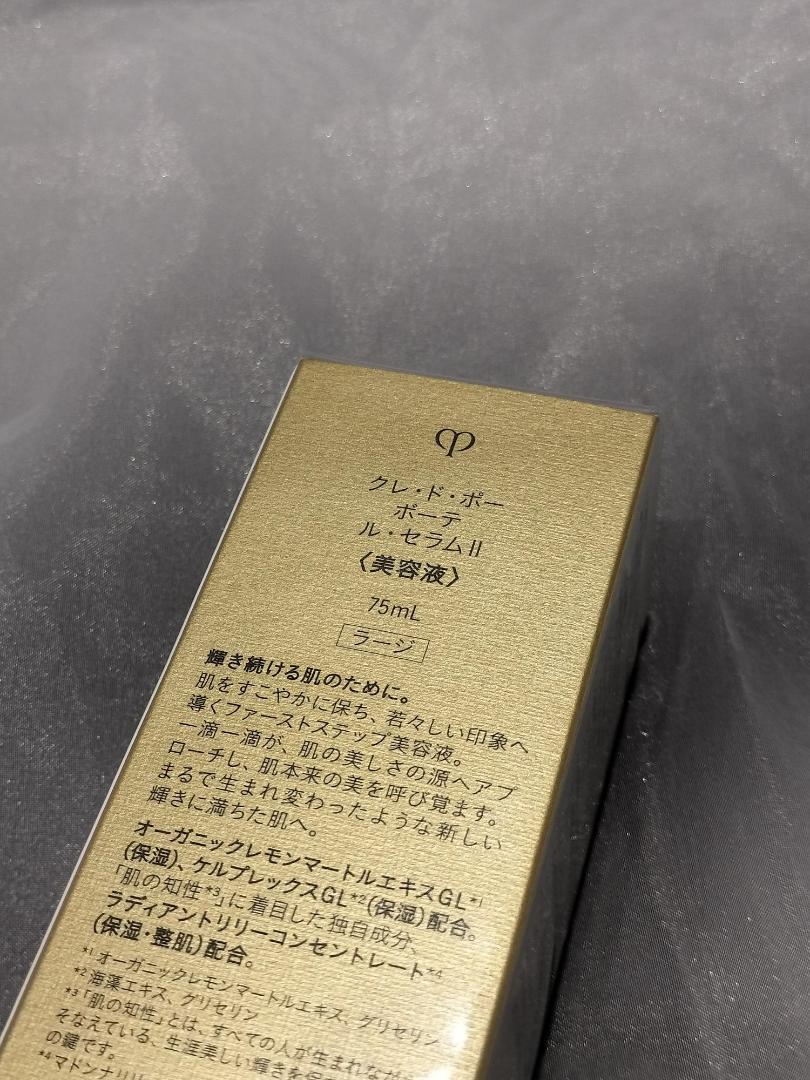 クレ・ド・ポー
ボーテ
ル・セラムⅡ
〈美容液〉
75mL
ラージ
輝き続ける肌のために。
肌をすこやかに保ち、若々しい印象へ
導くファーストステップ美容液。
一滴一滴が、肌の美しさの源へアプ
ローチし、肌本来の美を呼び覚ます。
まるで生まれ変わったような新しい
輝きに満ちた肌へ。
オーガニックレモンマートルエキスGL*1
(保湿)、ケルプレックスGL*2(保湿)配合。
「肌の知性*3」に着目した独自成分、
ラディアントリリーコンセントレート*4
(保湿・整肌)配合。
*1 オーガニックレモンマートルエキス、グリセリン
*2 海藻エキス、グリセリン
*3「肌の知性」とは、すべての人が生まれなが
そなえている、生涯美しい輝きを保
の鍵です。
*4 マドンナリリ